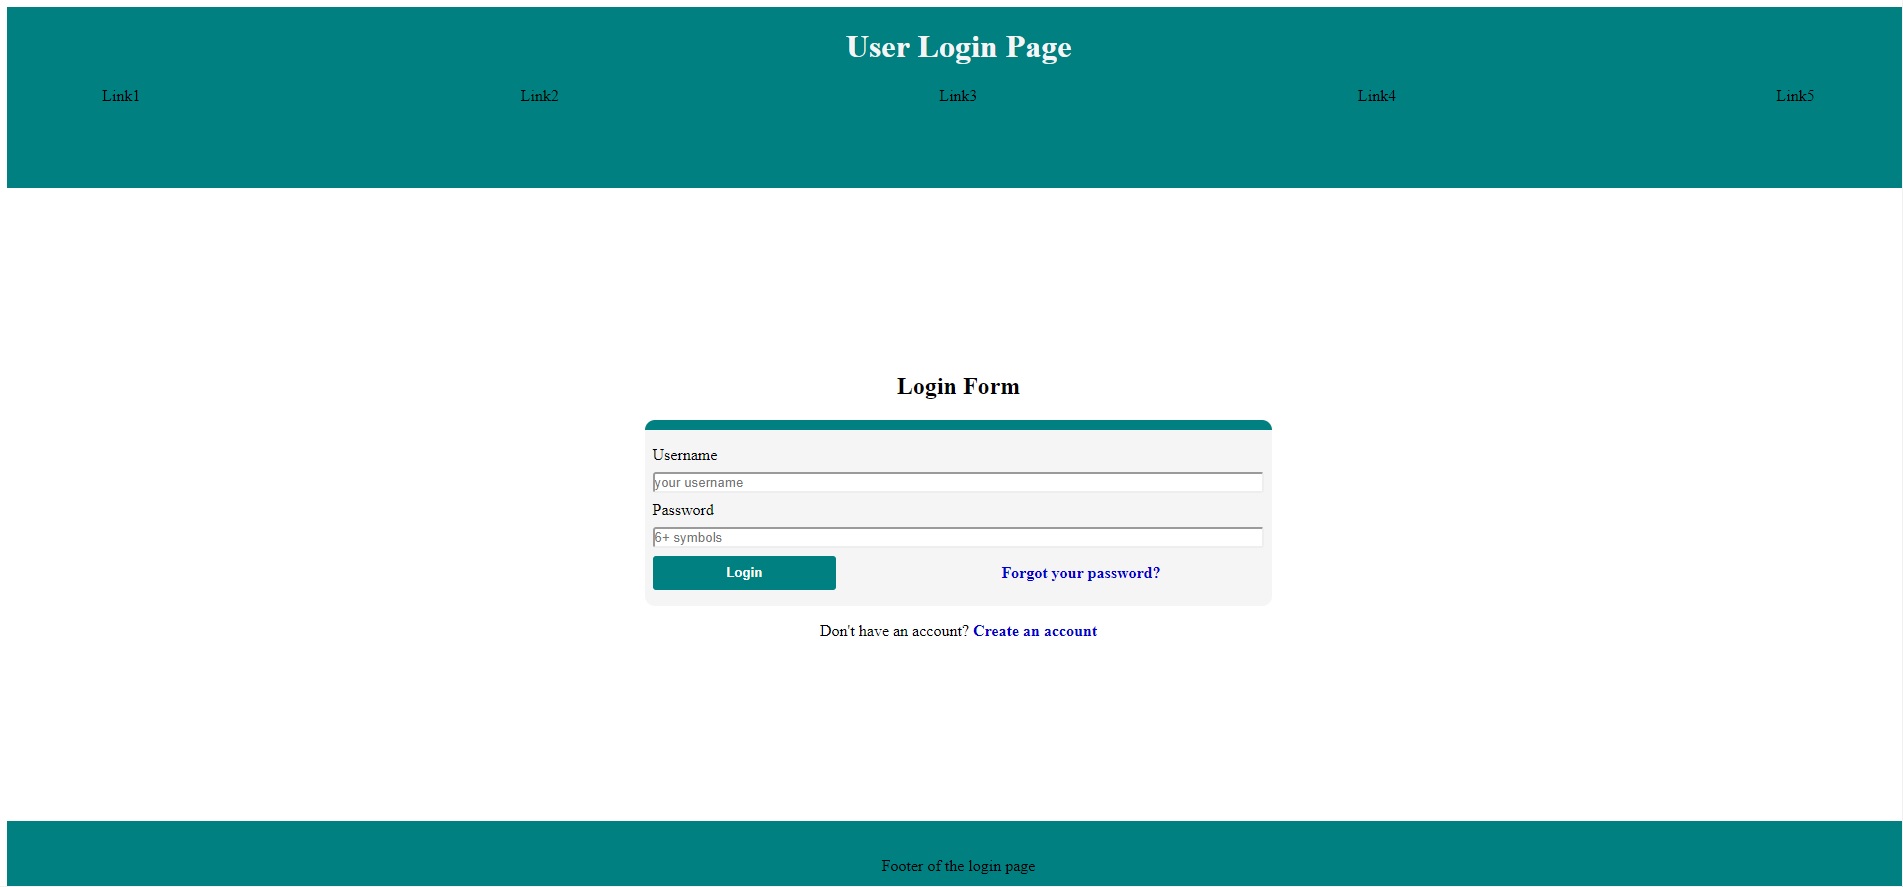 User Login Page
Link1 Link2 Link3 Link4 Link5
Login Form
Username
your username
Password
6+ symbols
Login Forgot your password?
Don't have an account? Create an account
Footer of the login page